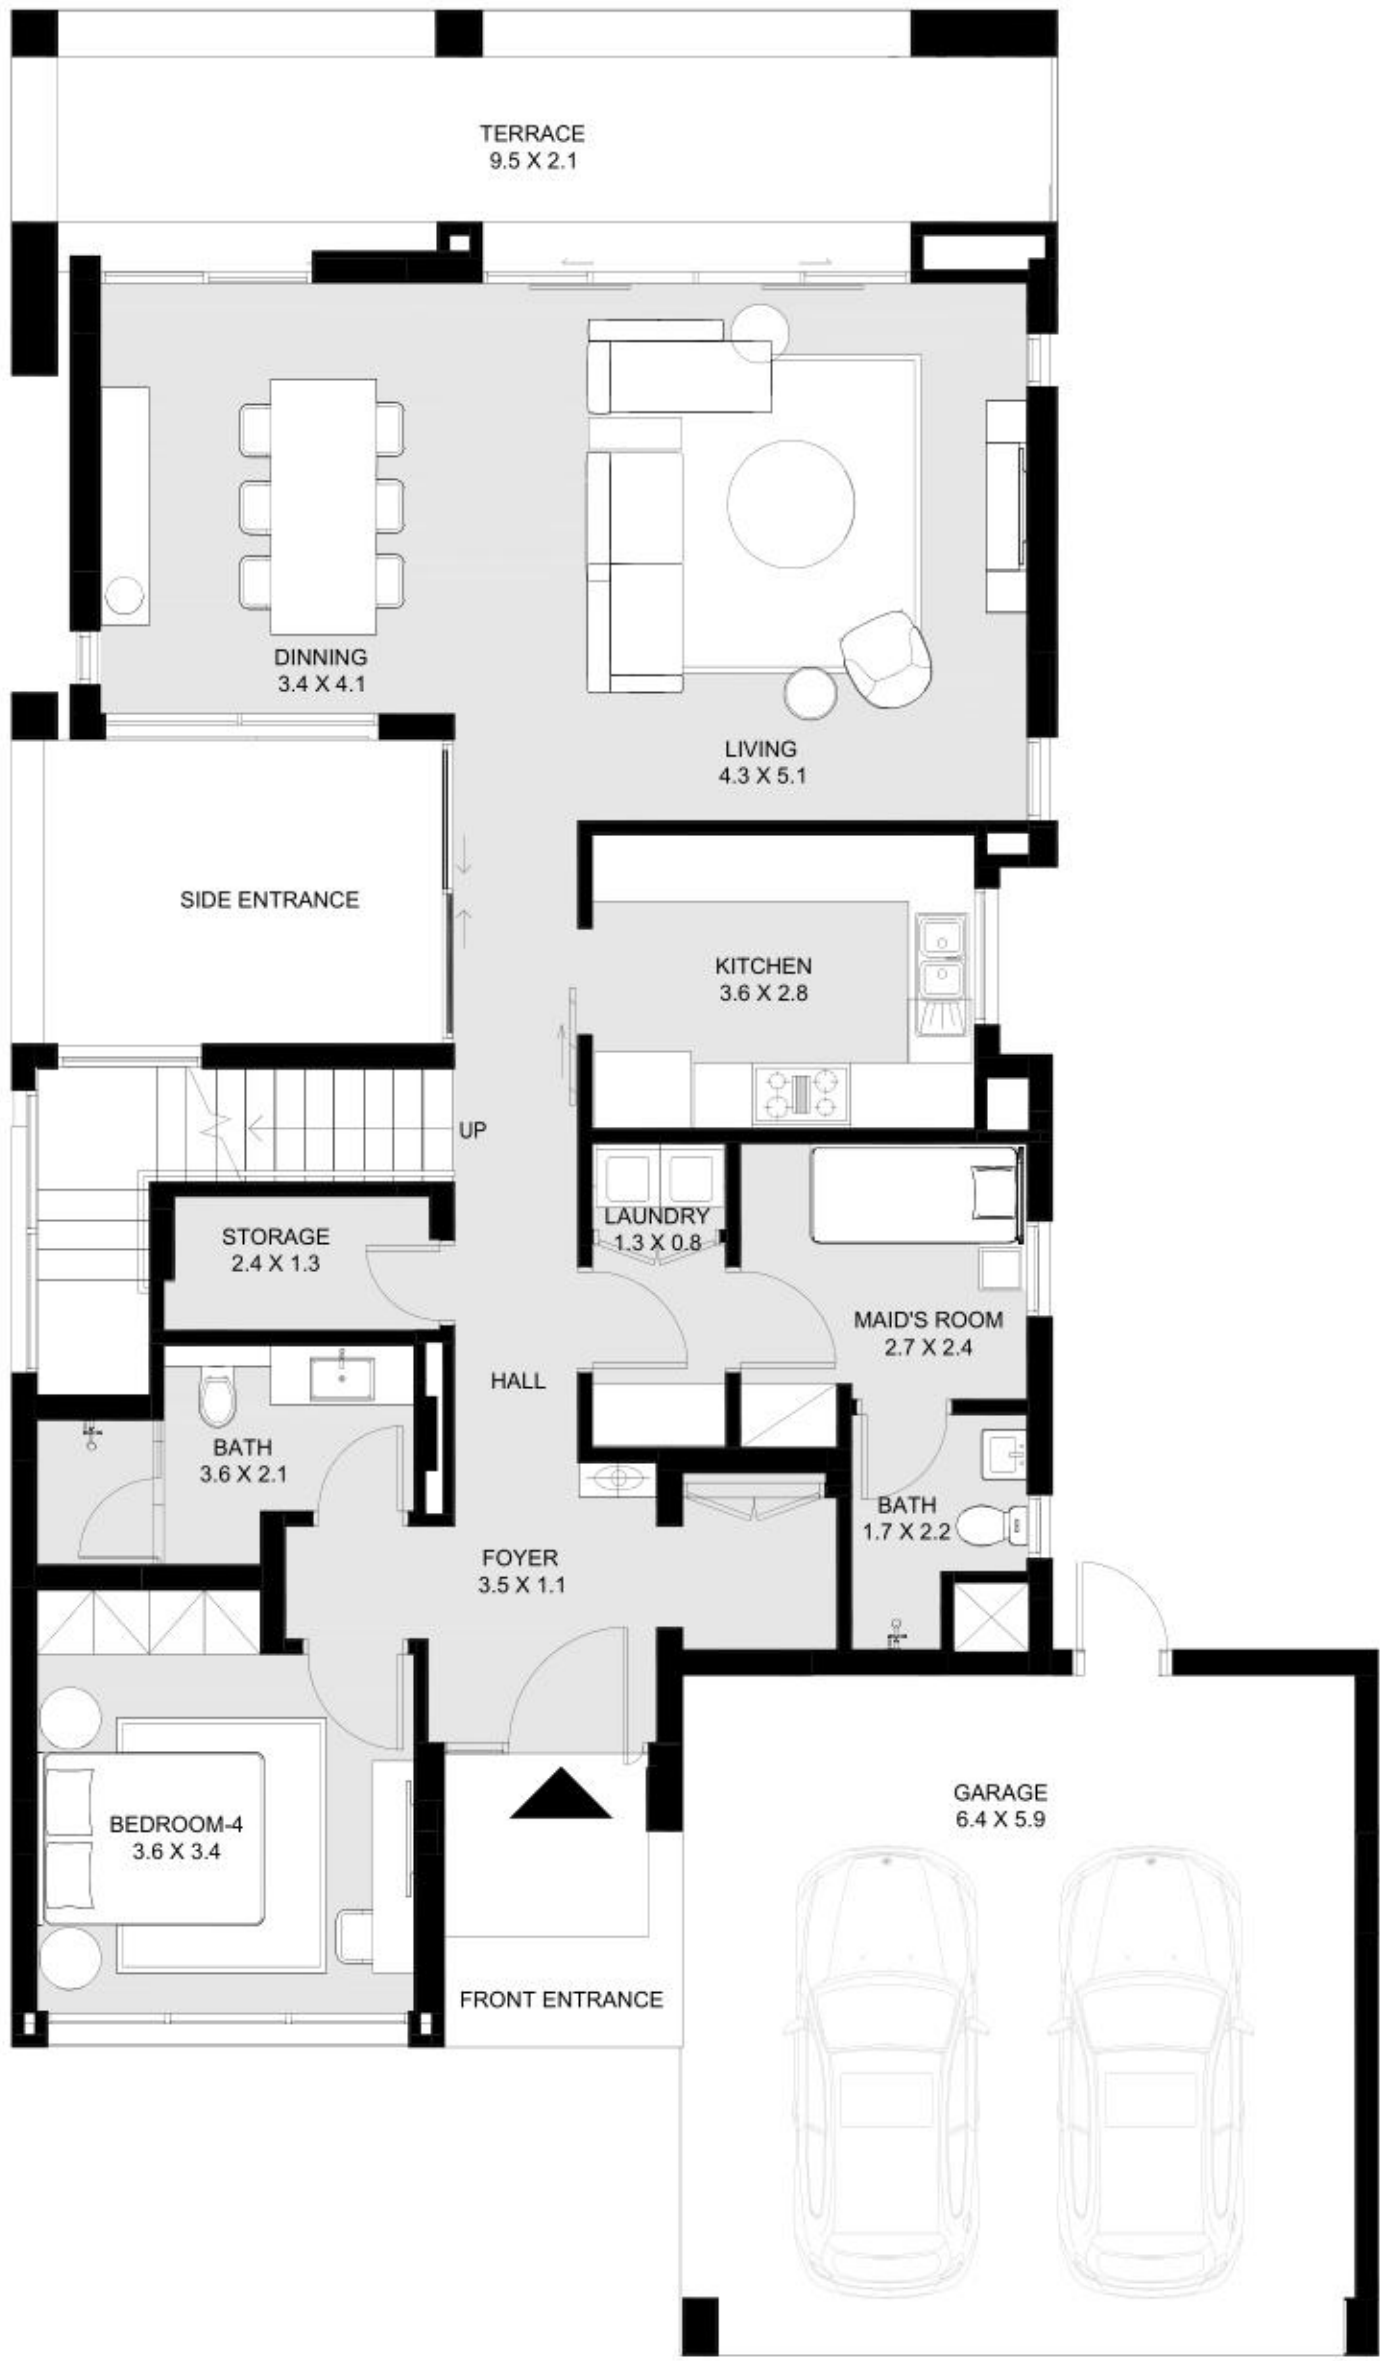 TERRACE
9.5 X 2.1
DINNING
3.4 X 4.1
LIVING
4.3 X 5.1
SIDE ENTRANCE
KITCHEN
3.6 X 2.8
UP
LAUNDRY
1.3 X 0.8
STORAGE
2.4 X 1.3
MAID'S ROOM
2.7 X 2.4
HALL
BATH
3.6 X 2.1
BATH
1.7 X 2.2
FOYER
3.5 X 1.1
GARAGE
6.4 X 5.9
BEDROOM-4
3.6 X 3.4
FRONT ENTRANCE